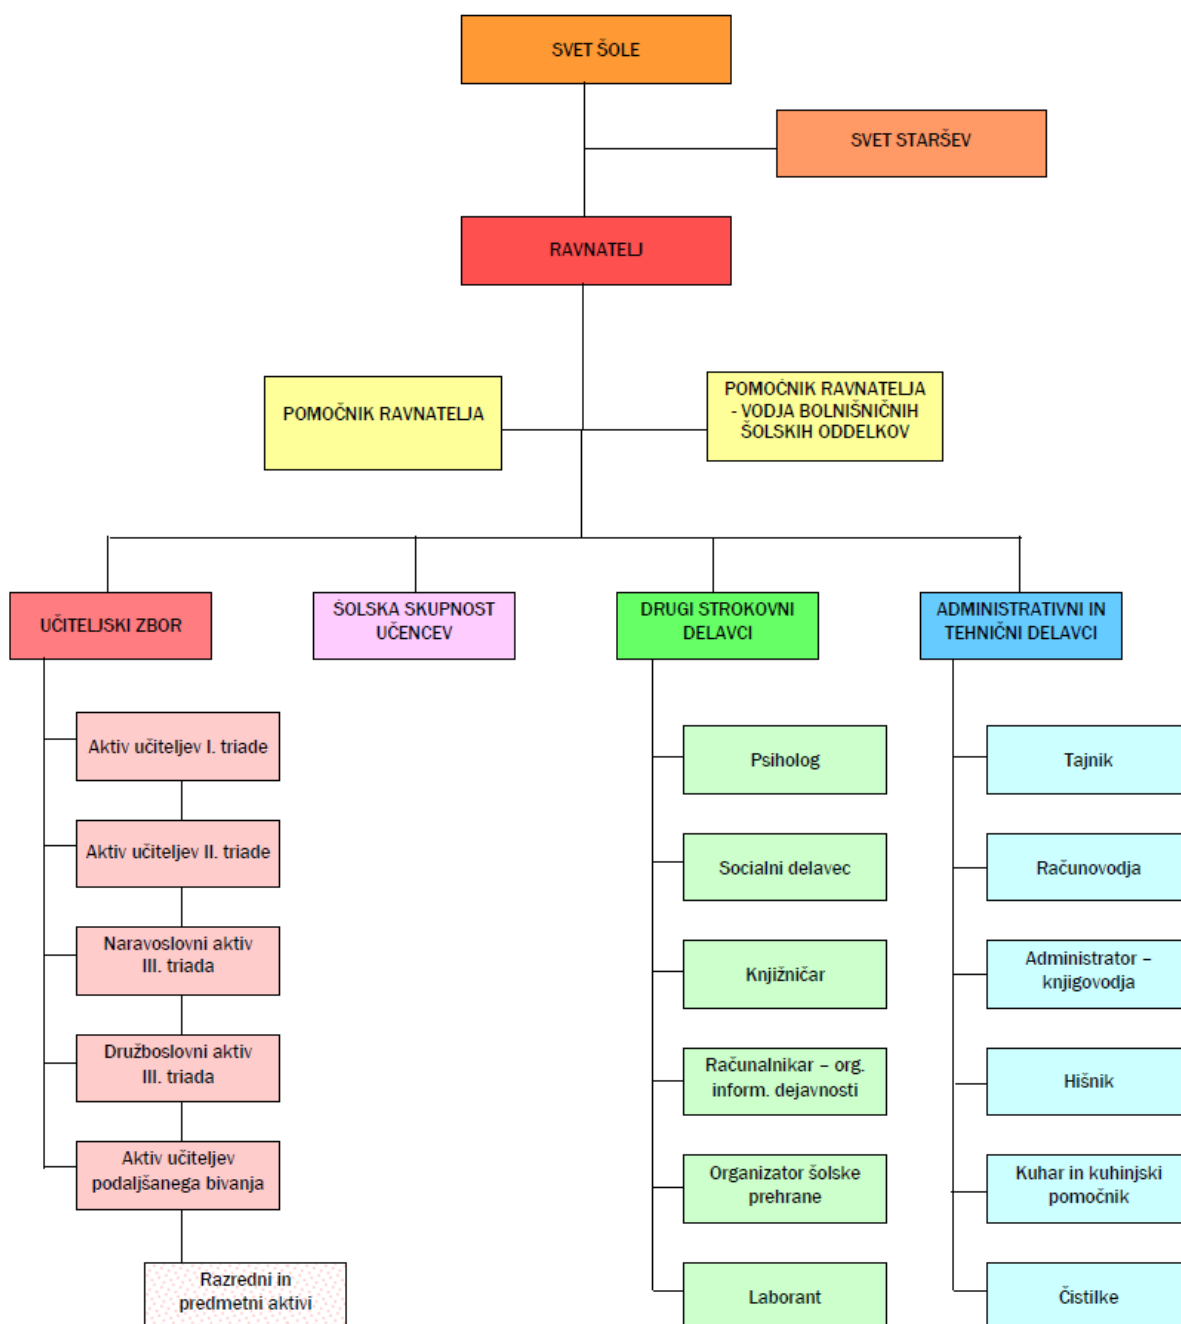 SVET ŠOLE
SVET STARŠEV
RAVNATELJ
POMOČNIK RAVNATELJA
POMOČNIK RAVNATELJA
- VODJA BOLNIŠNIČNIH
ŠOLSKIH ODDELKOV
UČITELJSKI ZBOR
ŠOLSKA SKUPNOST
UČENCEV
DRUGI STROKOVNI
DELAVCI
ADMINISTRATIVNI IN
TEHNIČNI DELAVCI
Aktiv učiteljev I. triade
Aktiv učiteljev II. triade
Naravoslovni aktiv
III. triada
Družboslovni aktiv
III. triada
Aktiv učiteljev
podaljšanega bivanja
Razredni in
predmetni aktivi
Psiholog
Socialni delavec
Knjižničar
Računalnikar – org.
inform. dejavnosti
Organizator šolske
prehrane
Laborant
Tajnik
Računovodja
Administrator –
knjigovodja
Hišnik
Kuhar in kuhinjski
pomočnik
Čistilke